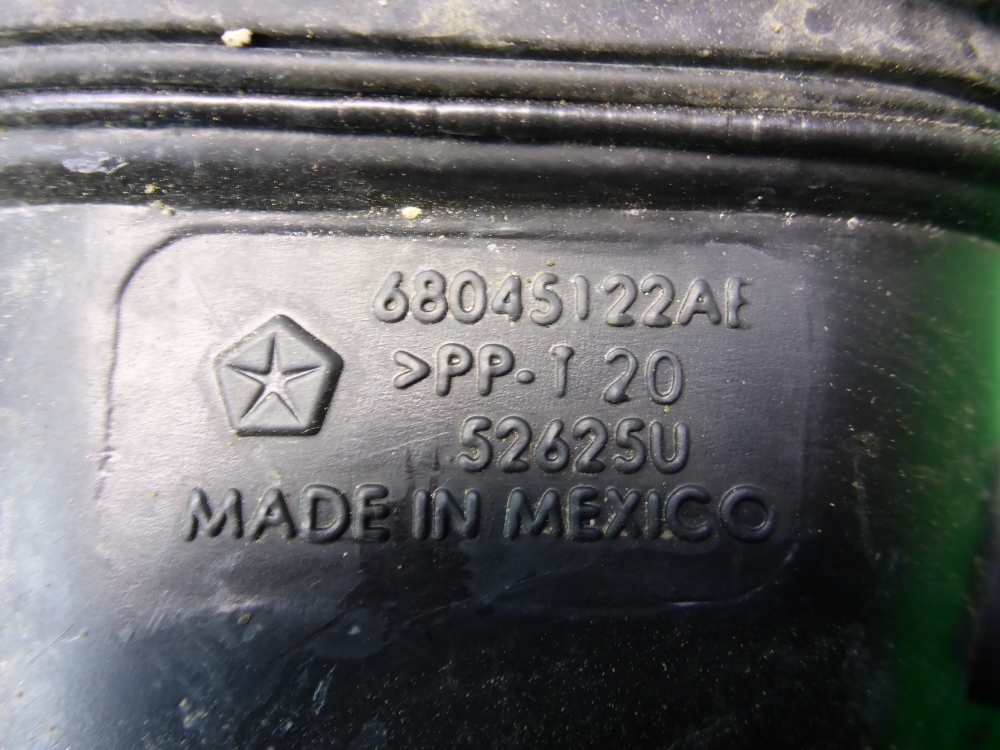 68045122AE
>PP-T 20
52625U
MADE IN MEXICO